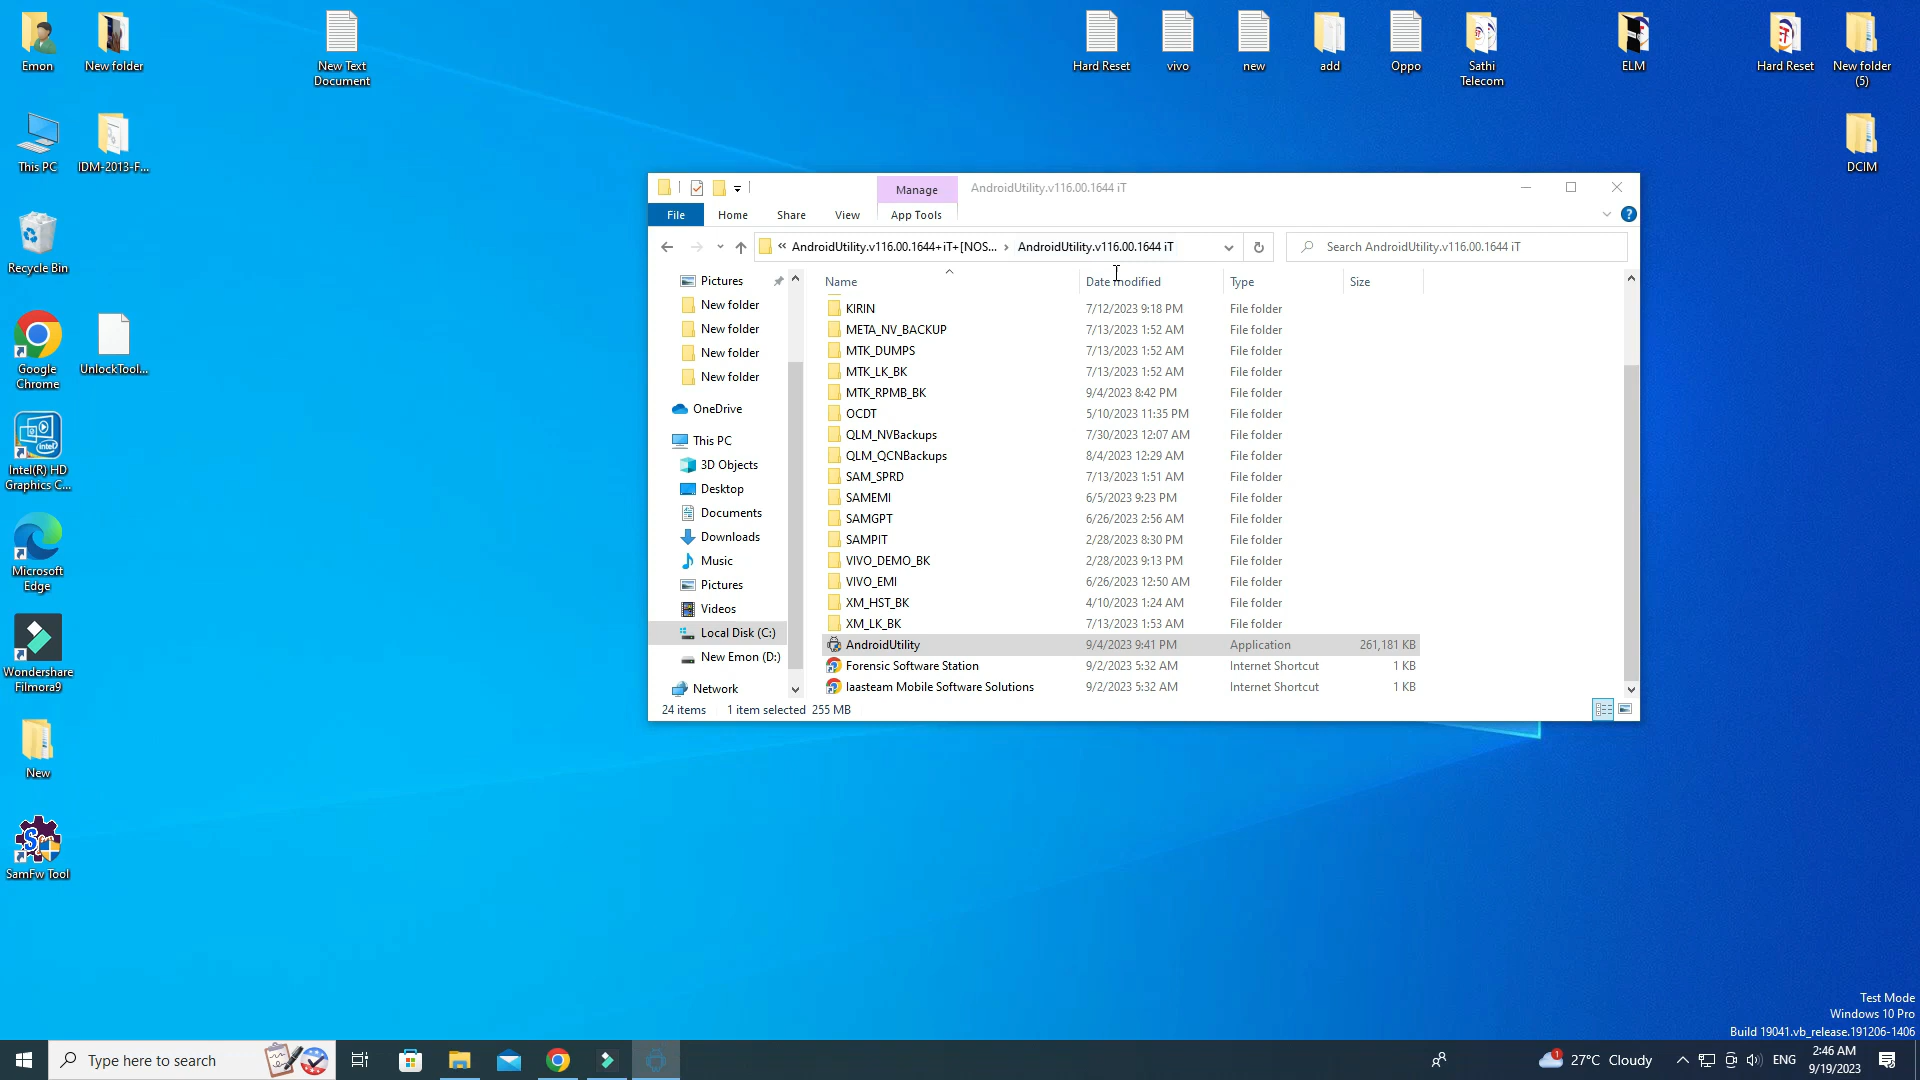 Emon
New folder
New Text
Document
Hard Reset
vivo
new
add
Oppo
Sathi
Telecom
ELM
Hard Reset
New folder
(5)
This PC
IDM-2013-F...
DCIM
Recycle Bin
Google
Chrome
UnlockTool...
Intel(R) HD
Graphics C...
Microsoft
Edge
Wondershare
Filmora9
New
SamFw Tool
Manage
AndroidUtility.v116.00.1644 iT
File
Home
Share
View
App Tools
« AndroidUtility.v116.00.1644+iT+[NOS... › AndroidUtility.v116.00.1644 iT
Search AndroidUtility.v116.00.1644 iT
Pictures
New folder
New folder
New folder
New folder
OneDrive
This PC
3D Objects
Desktop
Documents
Downloads
Music
Pictures
Videos
Local Disk (C:)
New Emon (D:)
Network
Name Date modified Type Size
KIRIN 7/12/2023 9:18 PM File folder
META_NV_BACKUP 7/13/2023 1:52 AM File folder
MTK_DUMPS 7/13/2023 1:52 AM File folder
MTK_LK_BK 7/13/2023 1:52 AM File folder
MTK_RPMB_BK 9/4/2023 8:42 PM File folder
OCDT 5/10/2023 11:35 PM File folder
QLM_NVBackups 7/30/2023 12:07 AM File folder
QLM_QCNBackups 8/4/2023 12:29 AM File folder
SAM_SPRD 7/13/2023 1:51 AM File folder
SAMEMI 6/5/2023 9:23 PM File folder
SAMGPT 6/26/2023 2:56 AM File folder
SAMPIT 2/28/2023 8:30 PM File folder
VIVO_DEMO_BK 2/28/2023 9:13 PM File folder
VIVO_EMI 6/26/2023 12:50 AM File folder
XM_HST_BK 4/10/2023 1:24 AM File folder
XM_LK_BK 7/13/2023 1:53 AM File folder
AndroidUtility 9/4/2023 9:41 PM Application 261,181 KB
Forensic Software Station 9/2/2023 5:32 AM Internet Shortcut 1 KB
Iaasteam Mobile Software Solutions 9/2/2023 5:32 AM Internet Shortcut 1 KB
24 items 1 item selected 255 MB
Test Mode
Windows 10 Pro
Build 19041.vb_release.191206-1406
Type here to search
1
27°C Cloudy
ENG
2:46 AM
9/19/2023